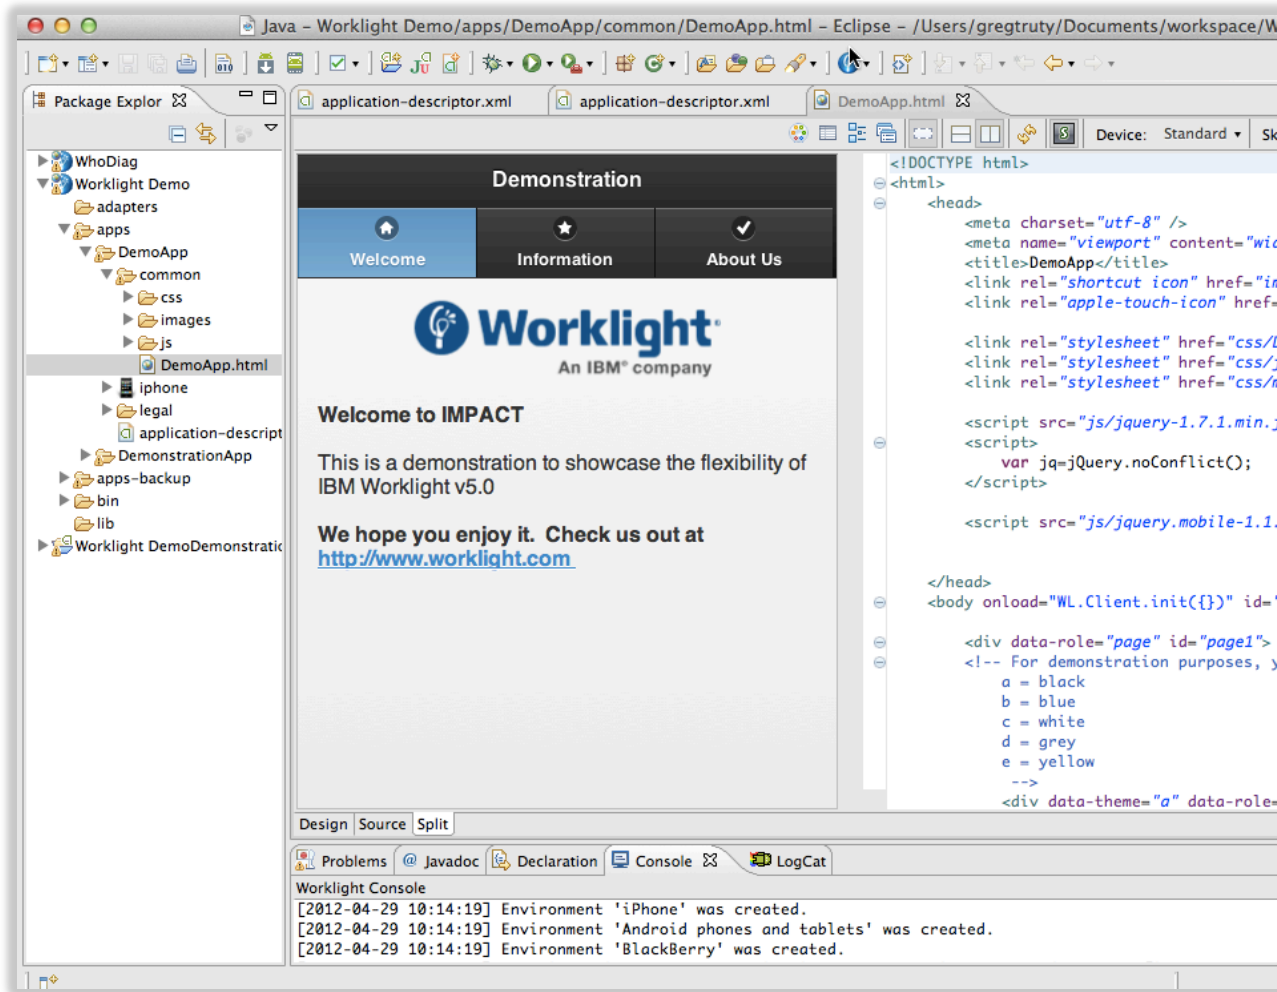 Java – Worklight Demo/apps/DemoApp/common/DemoApp.html – Eclipse – /Users/gregtruty/Documents/workspace/W
Package Explor
application-descriptor.xml
application-descriptor.xml
DemoApp.html
Device: Standard
Sk
WhoDiag
Worklight Demo
adapters
apps
DemoApp
common
css
images
js
DemoApp.html
iphone
legal
application-descript
DemonstrationApp
apps-backup
bin
lib
Worklight DemoDemonstratic
Demonstration
Welcome
Information
About Us
Worklight
An IBM® company
Welcome to IMPACT
This is a demonstration to showcase the flexibility of
IBM Worklight v5.0
We hope you enjoy it. Check us out at
http://www.worklight.com
<!DOCTYPE html>
<html>
<head>
<meta charset="utf-8" />
<meta name="viewport" content="wid
<title>DemoApp</title>
<link rel="shortcut icon" href="im
<link rel="apple-touch-icon" href=
<link rel="stylesheet" href="css/D
<link rel="stylesheet" href="css/j
<link rel="stylesheet" href="css/m
<script src="js/jquery-1.7.1.min.j
<script>
var jq=jQuery.noConflict();
</script>
<script src="js/jquery.mobile-1.1.
</head>
<body onload="WL.Client.init({})" id="
<div data-role="page" id="page1">
<!-- For demonstration purposes, y
a = black
b = blue
c = white
d = grey
e = yellow
-->
<div data-theme="a" data-role=
Design
Source
Split
Problems
@ Javadoc
Declaration
Console
LogCat
Worklight Console
[2012-04-29 10:14:19] Environment 'iPhone' was created.
[2012-04-29 10:14:19] Environment 'Android phones and tablets' was created.
[2012-04-29 10:14:19] Environment 'BlackBerry' was created.